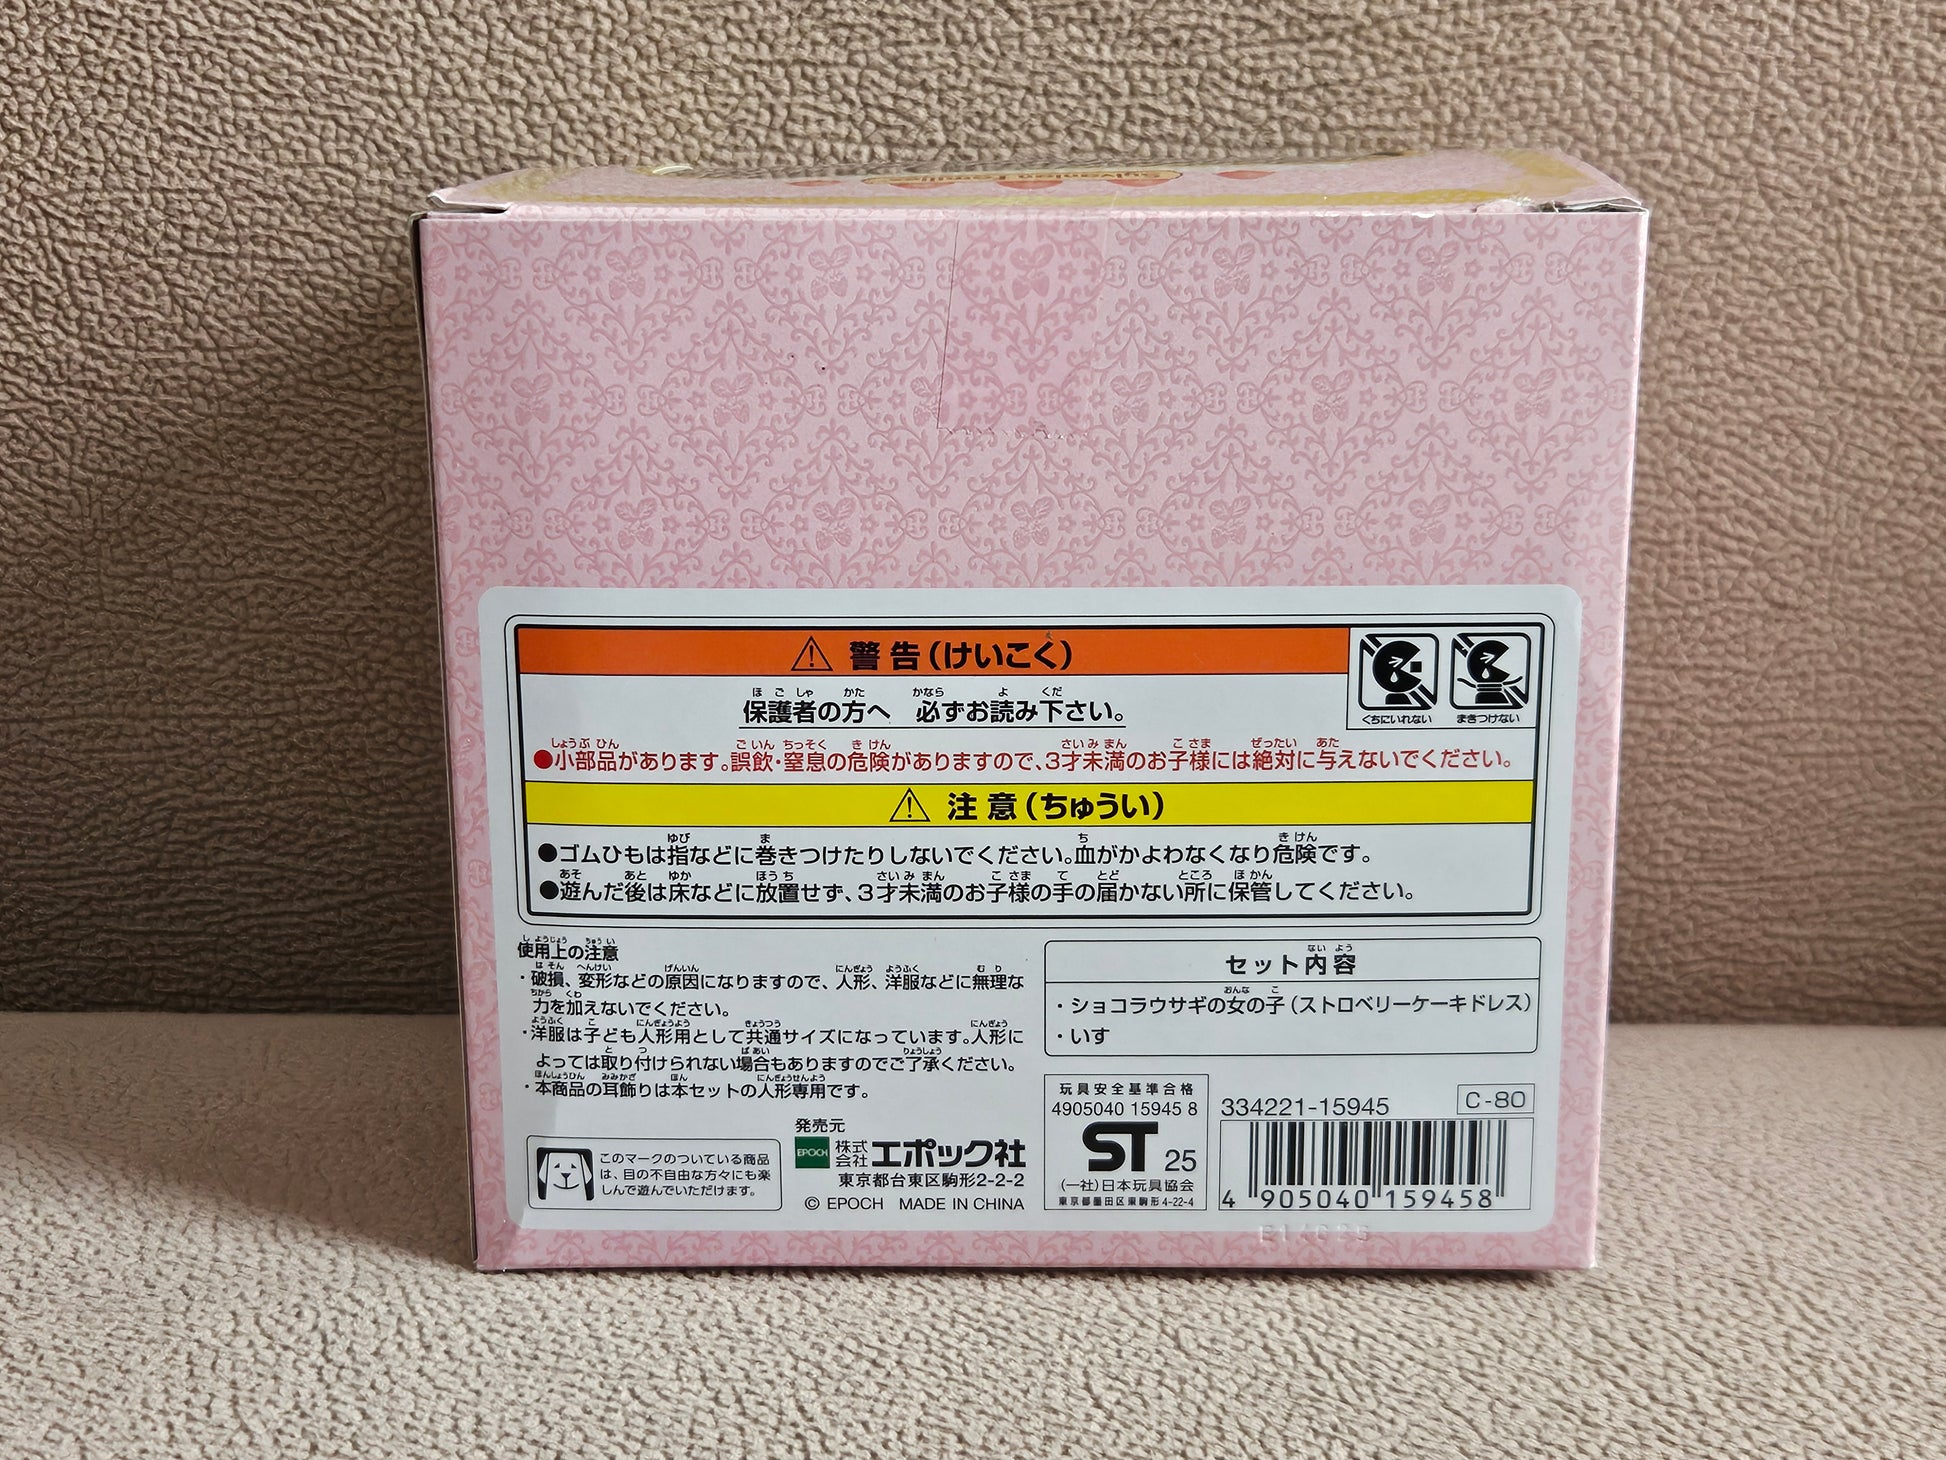 Sylvanian Families
⚠ 警告(けいこく)
くちにいれない
まきつけない
保護者の方へ 必ずお読み下さい。
●小部品があります。誤飲・窒息の危険がありますので、3才未満のお子様には絶対に与えないでください。
⚠ 注意(ちゅうい)
●ゴムひもは指などに巻きつけたりしないでください。血がかよわなくなり危険です。
●遊んだ後は床などに放置せず、3才未満のお子様の手の届かない所に保管してください。
使用上の注意
・破損、変形などの原因になりますので、人形、洋服などに無理な
力を加えないでください。
・洋服は子ども人形用として共通サイズになっています。人形に
よっては取り付けられない場合もありますのでご了承ください。
・本商品の耳飾りは本セットの人形専用です。
セット内容
・ショコラウサギの女の子(ストロベリーケーキドレス)
・いす
このマークのついている商品
は、目の不自由な方々にも楽
しんで遊んでいただけます。
発売元
EPOCH 株式会社 エポック社
東京都台東区駒形2-2-2
© EPOCH MADE IN CHINA
玩具安全基準合格
4905040 15945 8
ST 25
(一社)日本玩具協会
東京都墨田区東駒形4-22-4
334221-15945
C-80
4 905040 159458